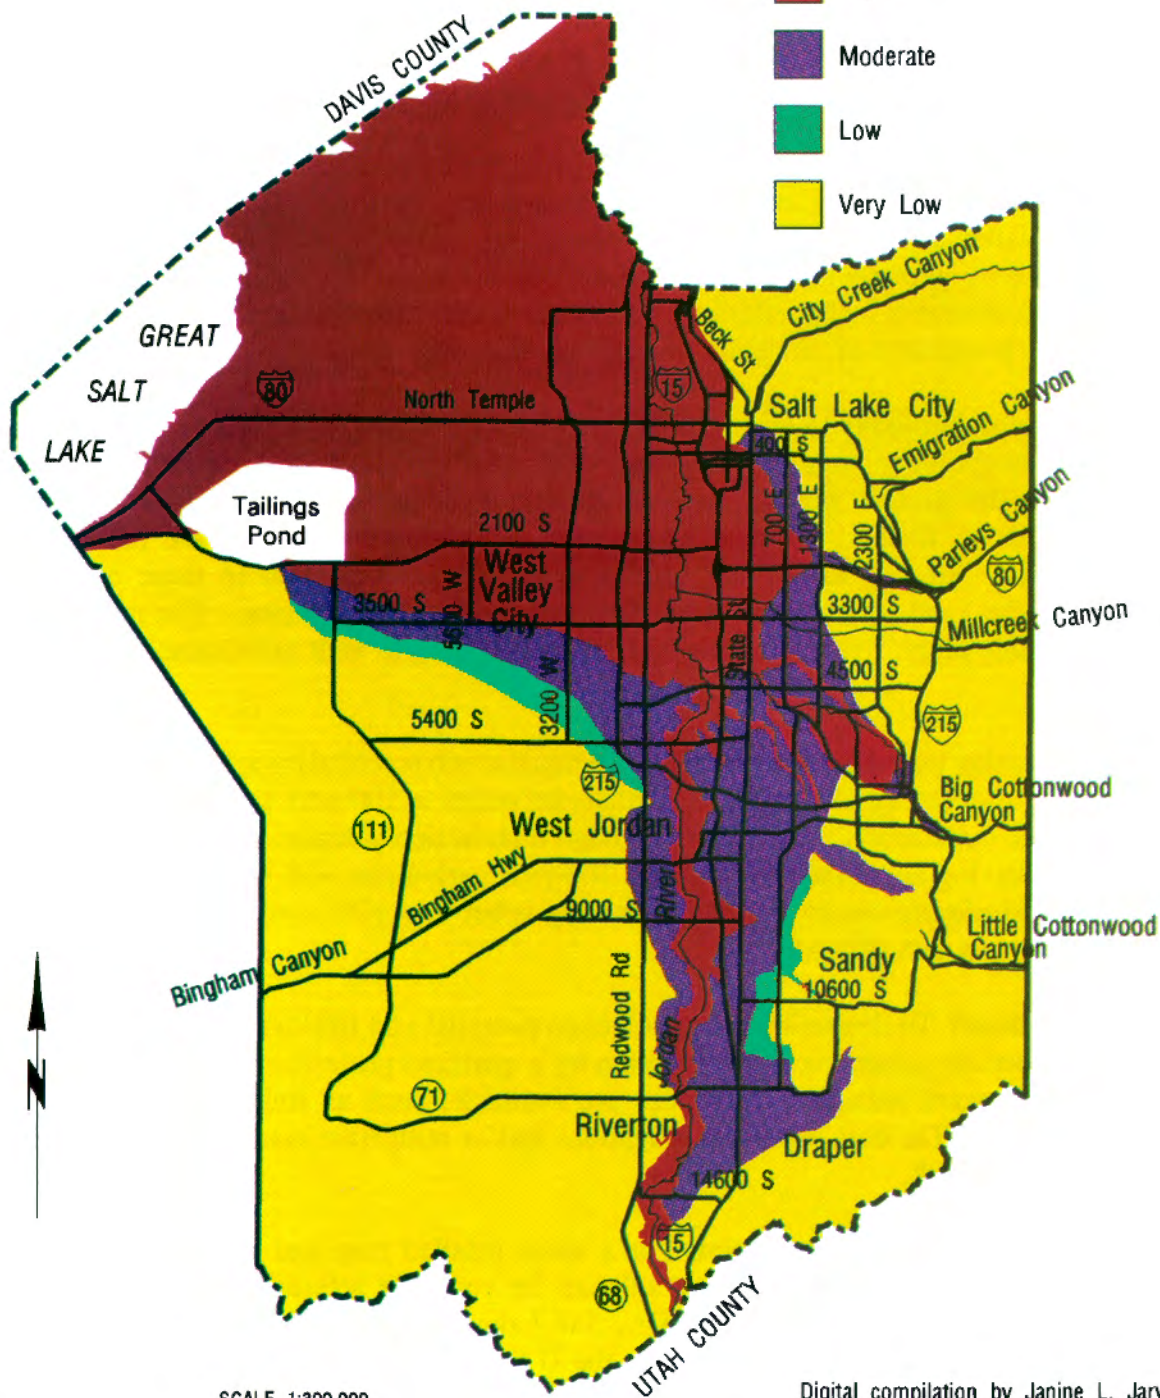 Moderate
Low
Very Low
DAVIS COUNTY
GREAT
SALT
LAKE
80
North Temple
15
Beck St
City Creek Canyon
Salt Lake City
400 S
Emigration Canyon
Tailings
Pond
2100 S
700 E
1300 E
2300 E
Parleys Canyon
80
West
Valley
City
5600 W
3500 S
State St
3300 S
Millcreek Canyon
3200 W
4500 S
5400 S
215
215
Big Cottonwood
Canyon
111
West Jordan
Bingham Hwy
9000 S
River
Little Cottonwood
Canyon
Bingham Canyon
Redwood Rd
Sandy
10600 S
Jordan
N
71
Riverton
Draper
14600 S
15
68
UTAH COUNTY
SCALE
Digital compilation by Janine L.